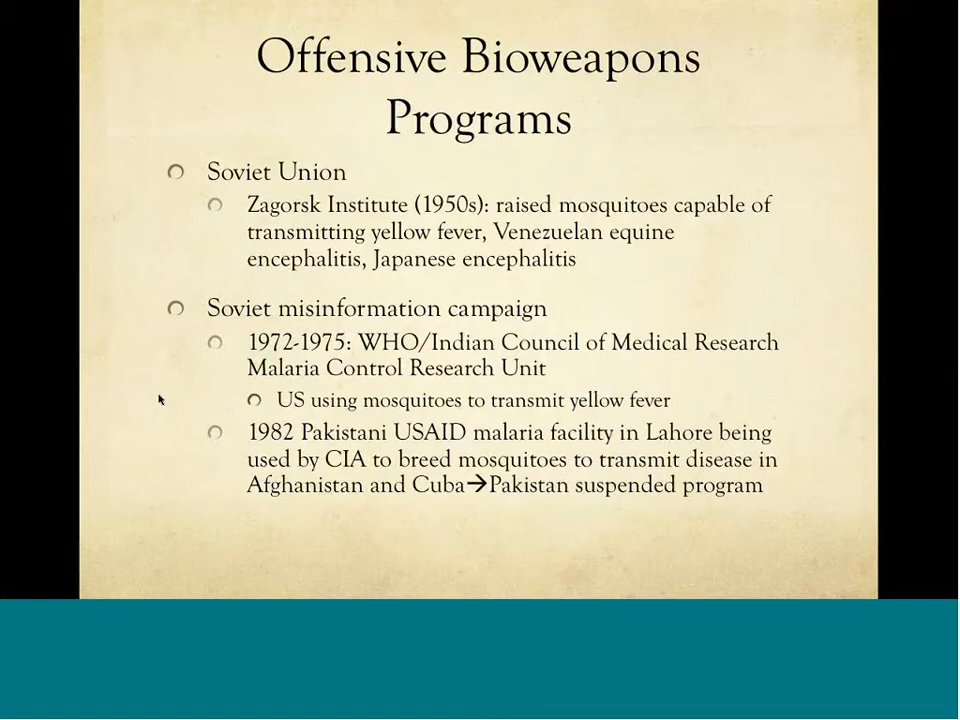 Offensive Bioweapons
Programs
Soviet Union
Zagorsk Institute (1950s): raised mosquitoes capable of
transmitting yellow fever, Venezuelan equine
encephalitis, Japanese encephalitis
Soviet misinformation campaign
1972-1975: WHO/Indian Council of Medical Research
Malaria Control Research Unit
US using mosquitoes to transmit yellow fever
1982 Pakistani USAID malaria facility in Lahore being
used by CIA to breed mosquitoes to transmit disease in
Afghanistan and Cuba→Pakistan suspended program